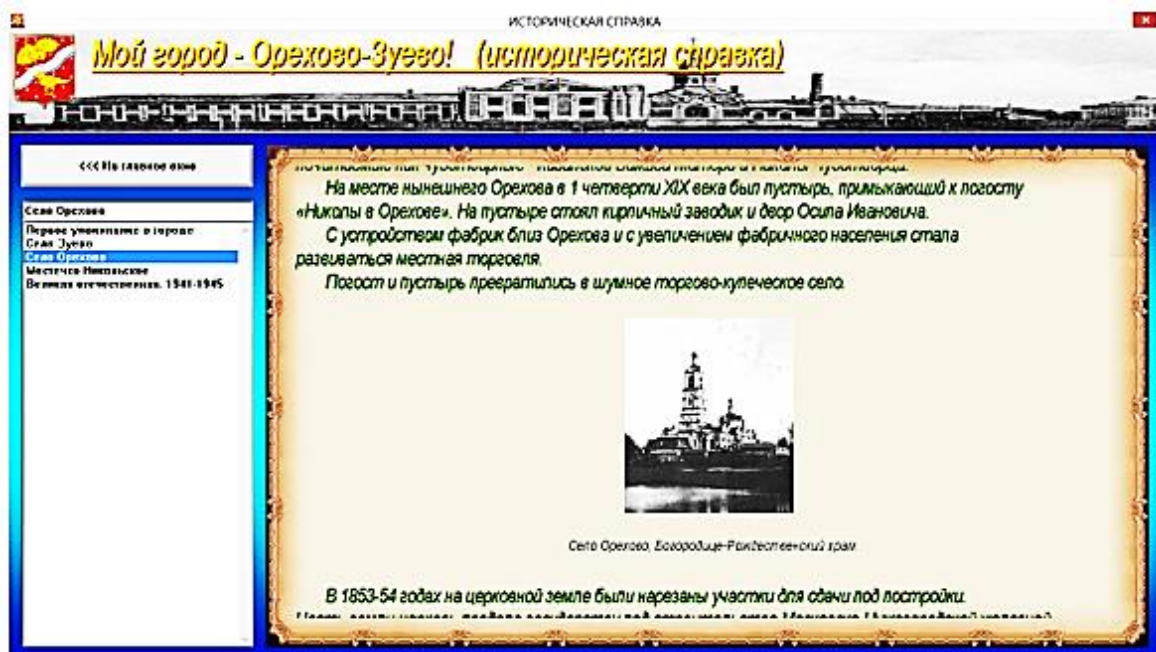 ИСТОРИЧЕСКАЯ СПРАВКА
Мой город - Орехово-Зуево! (историческая справка)
<<< На главное окно
Село Орехово
Первое упоминание о городе
Село Зуево
Село Орехово
Местечко Никольское
Великая отечественная. 1941-1945
На месте нынешнего Орехова в 1 четверти XIX века был пустырь, примыкающий к погосту
«Николы в Орехове». На пустыре стоял кирпичный заводик и двор Осипа Ивановича.
С устройством фабрик близ Орехова и с увеличением фабричного населения стала
развиваться местная торговля.
Погост и пустырь превратились в шумное торгово-купеческое село.
Село Орехово, Богородице-Рождественский храм
В 1853-54 годах на церковной земле были нарезаны участки для сдачи под постройки.